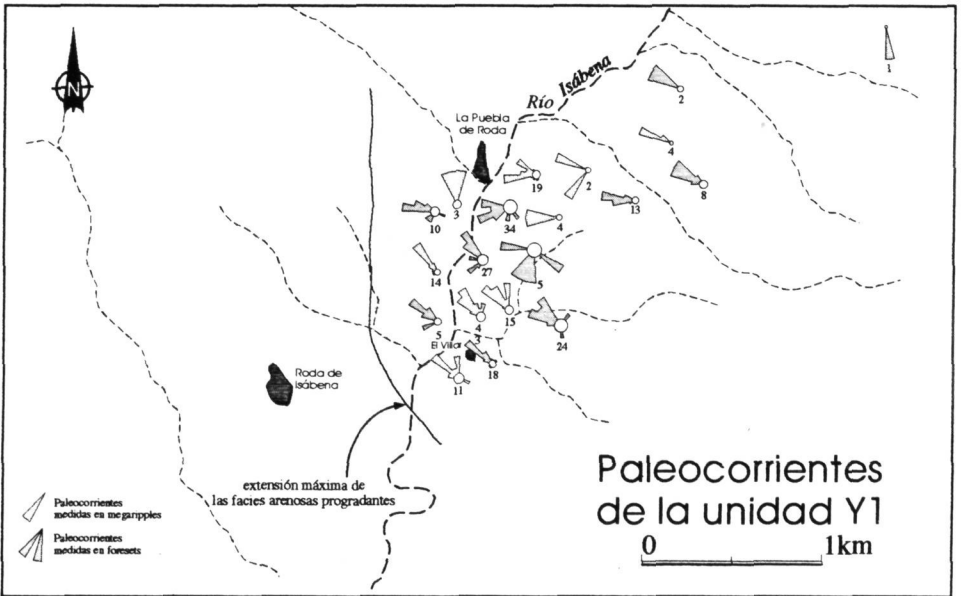 N
Río Isábena
La Puebla
de Roda
1
2
4
8
19
2
13
3
10
34
4
27
14
5
5
4
3
15
24
El Villar
18
11
Roda de
Isábena
extensión máxima de
las facies arenosas progradantes
Paleocorrientes
medidas en megaripples
Paleocorrientes
medidas en foresets
Paleocorrientes
de la unidad Y1
0
1km